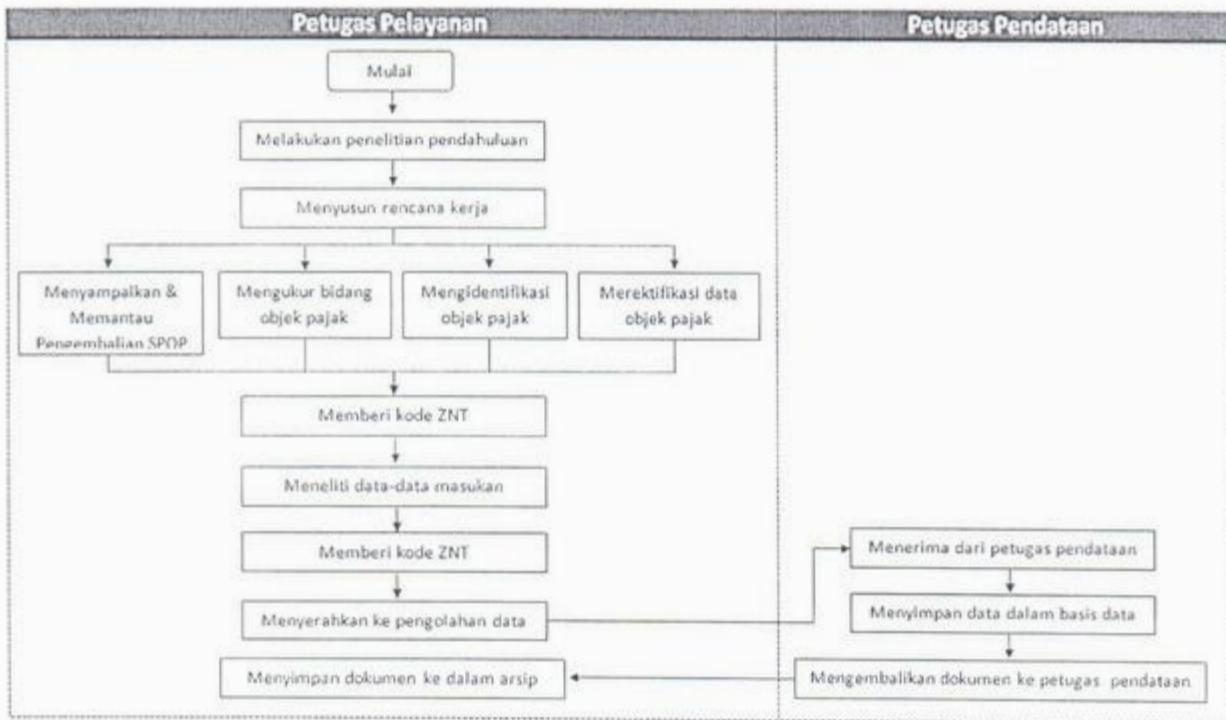 Petugas Pelayanan
Petugas Pendataan
Mulai
Melakukan penelitian pendahuluan
Menyusun rencana kerja
Menyampaikan &
Memantau
Pengembalian SPOP
Mengukur bidang
objek pajak
Mengidentifikasi
objek pajak
Merektifikasi data
objek pajak
Memberi kode ZNT
Meneliti data-data masukan
Memberi kode ZNT
Menyerahkan ke pengolahan data
Menerima dari petugas pendataan
Menyimpan data dalam basis data
Mengembalikan dokumen ke petugas pendataan
Menyimpan dokumen ke dalam arsip